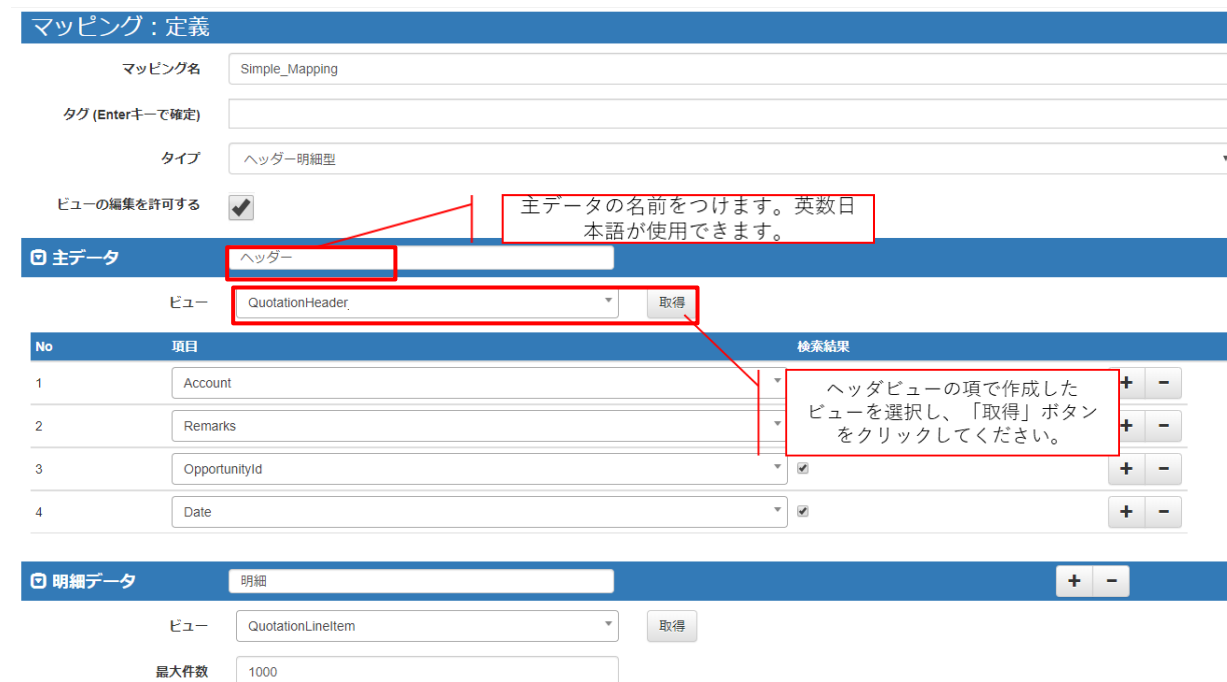 マッピング：定義
マッピング名 Simple_Mapping
タグ (Enterキーで確定)
タイプ ヘッダー明細型
ビューの編集を許可する
主データの名前をつけます。英数日
本語が使用できます。
主データ ヘッダー
ビュー QuotationHeader 取得
No 項目 検索結果
1 Account + -
ヘッダビューの項で作成した
ビューを選択し、「取得」ボタン
をクリックしてください。
2 Remarks + -
3 OpportunityId + -
4 Date + -
明細データ 明細 + -
ビュー QuotationLineItem 取得
最大件数 1000